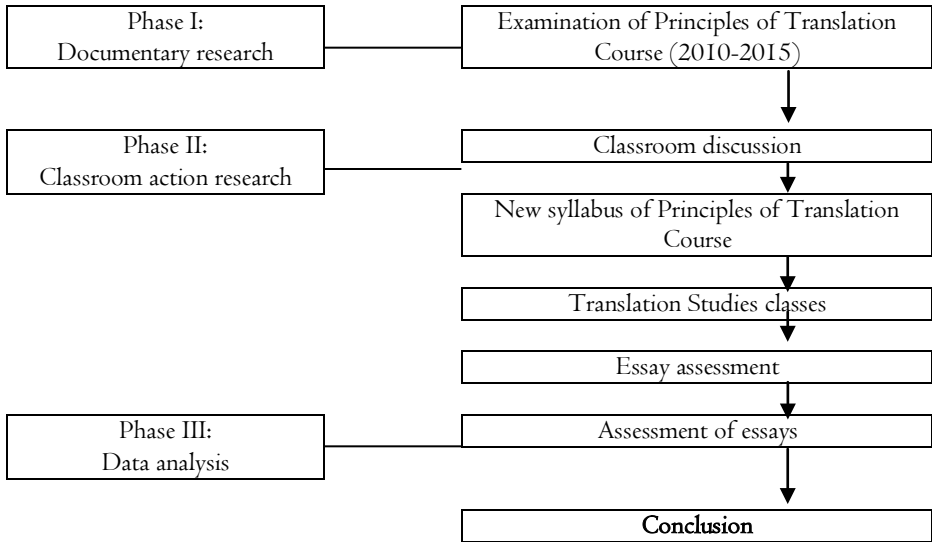 Phase I:
Documentary research
Examination of Principles of Translation
Course (2010-2015)
Phase II:
Classroom action research
Classroom discussion
New syllabus of Principles of Translation
Course
Translation Studies classes
Essay assessment
Phase III:
Data analysis
Assessment of essays
Conclusion